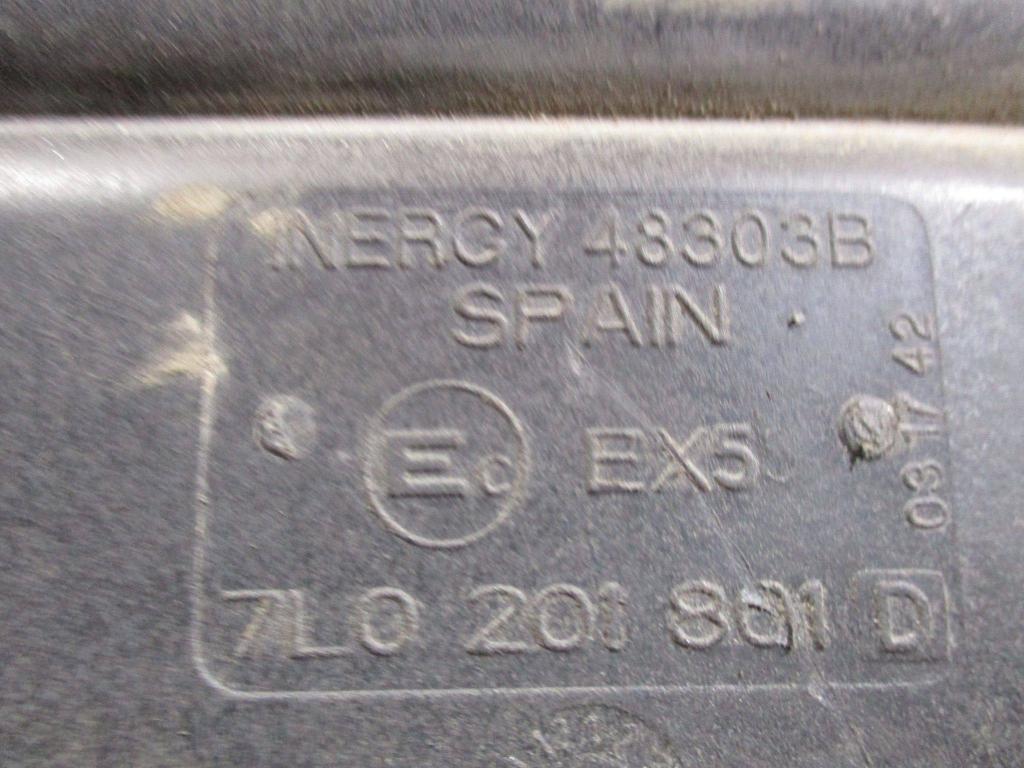 INERGY 48303B
SPAIN
E EX5
03 17 42
7L0 201 801 D